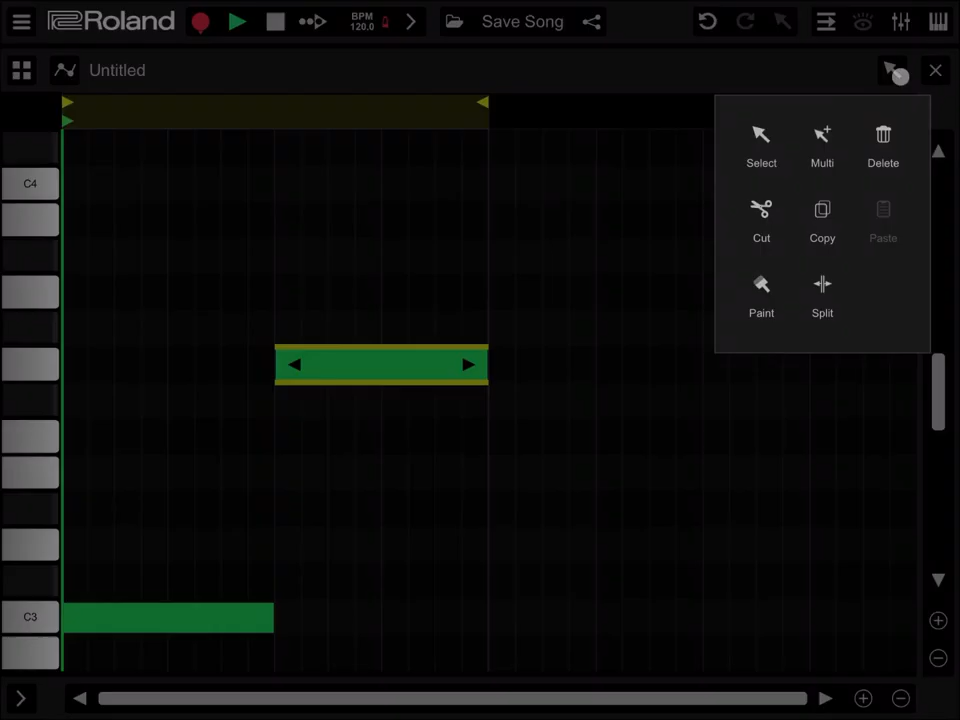 Roland
BPM
120.0
Save Song
Untitled
Select
Multi
Delete
Cut
Copy
Paste
Paint
Split
C4
C3